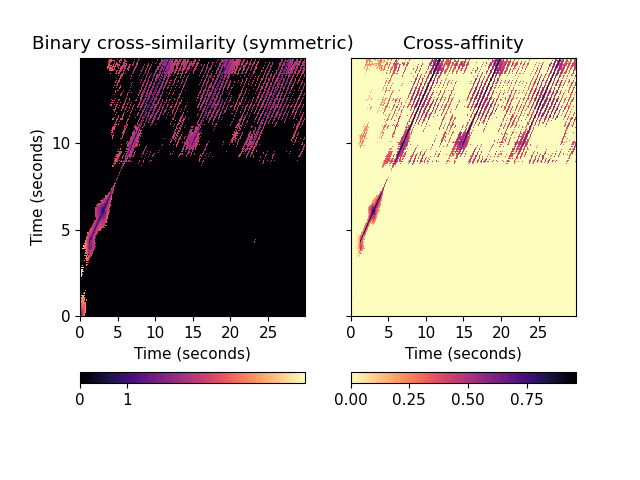 Binary cross-similarity (symmetric)
Cross-affinity
Time (seconds)
10
5
0
0 5 10 15 20 25
0 5 10 15 20 25
Time (seconds)
Time (seconds)
0 1
0.00 0.25 0.50 0.75